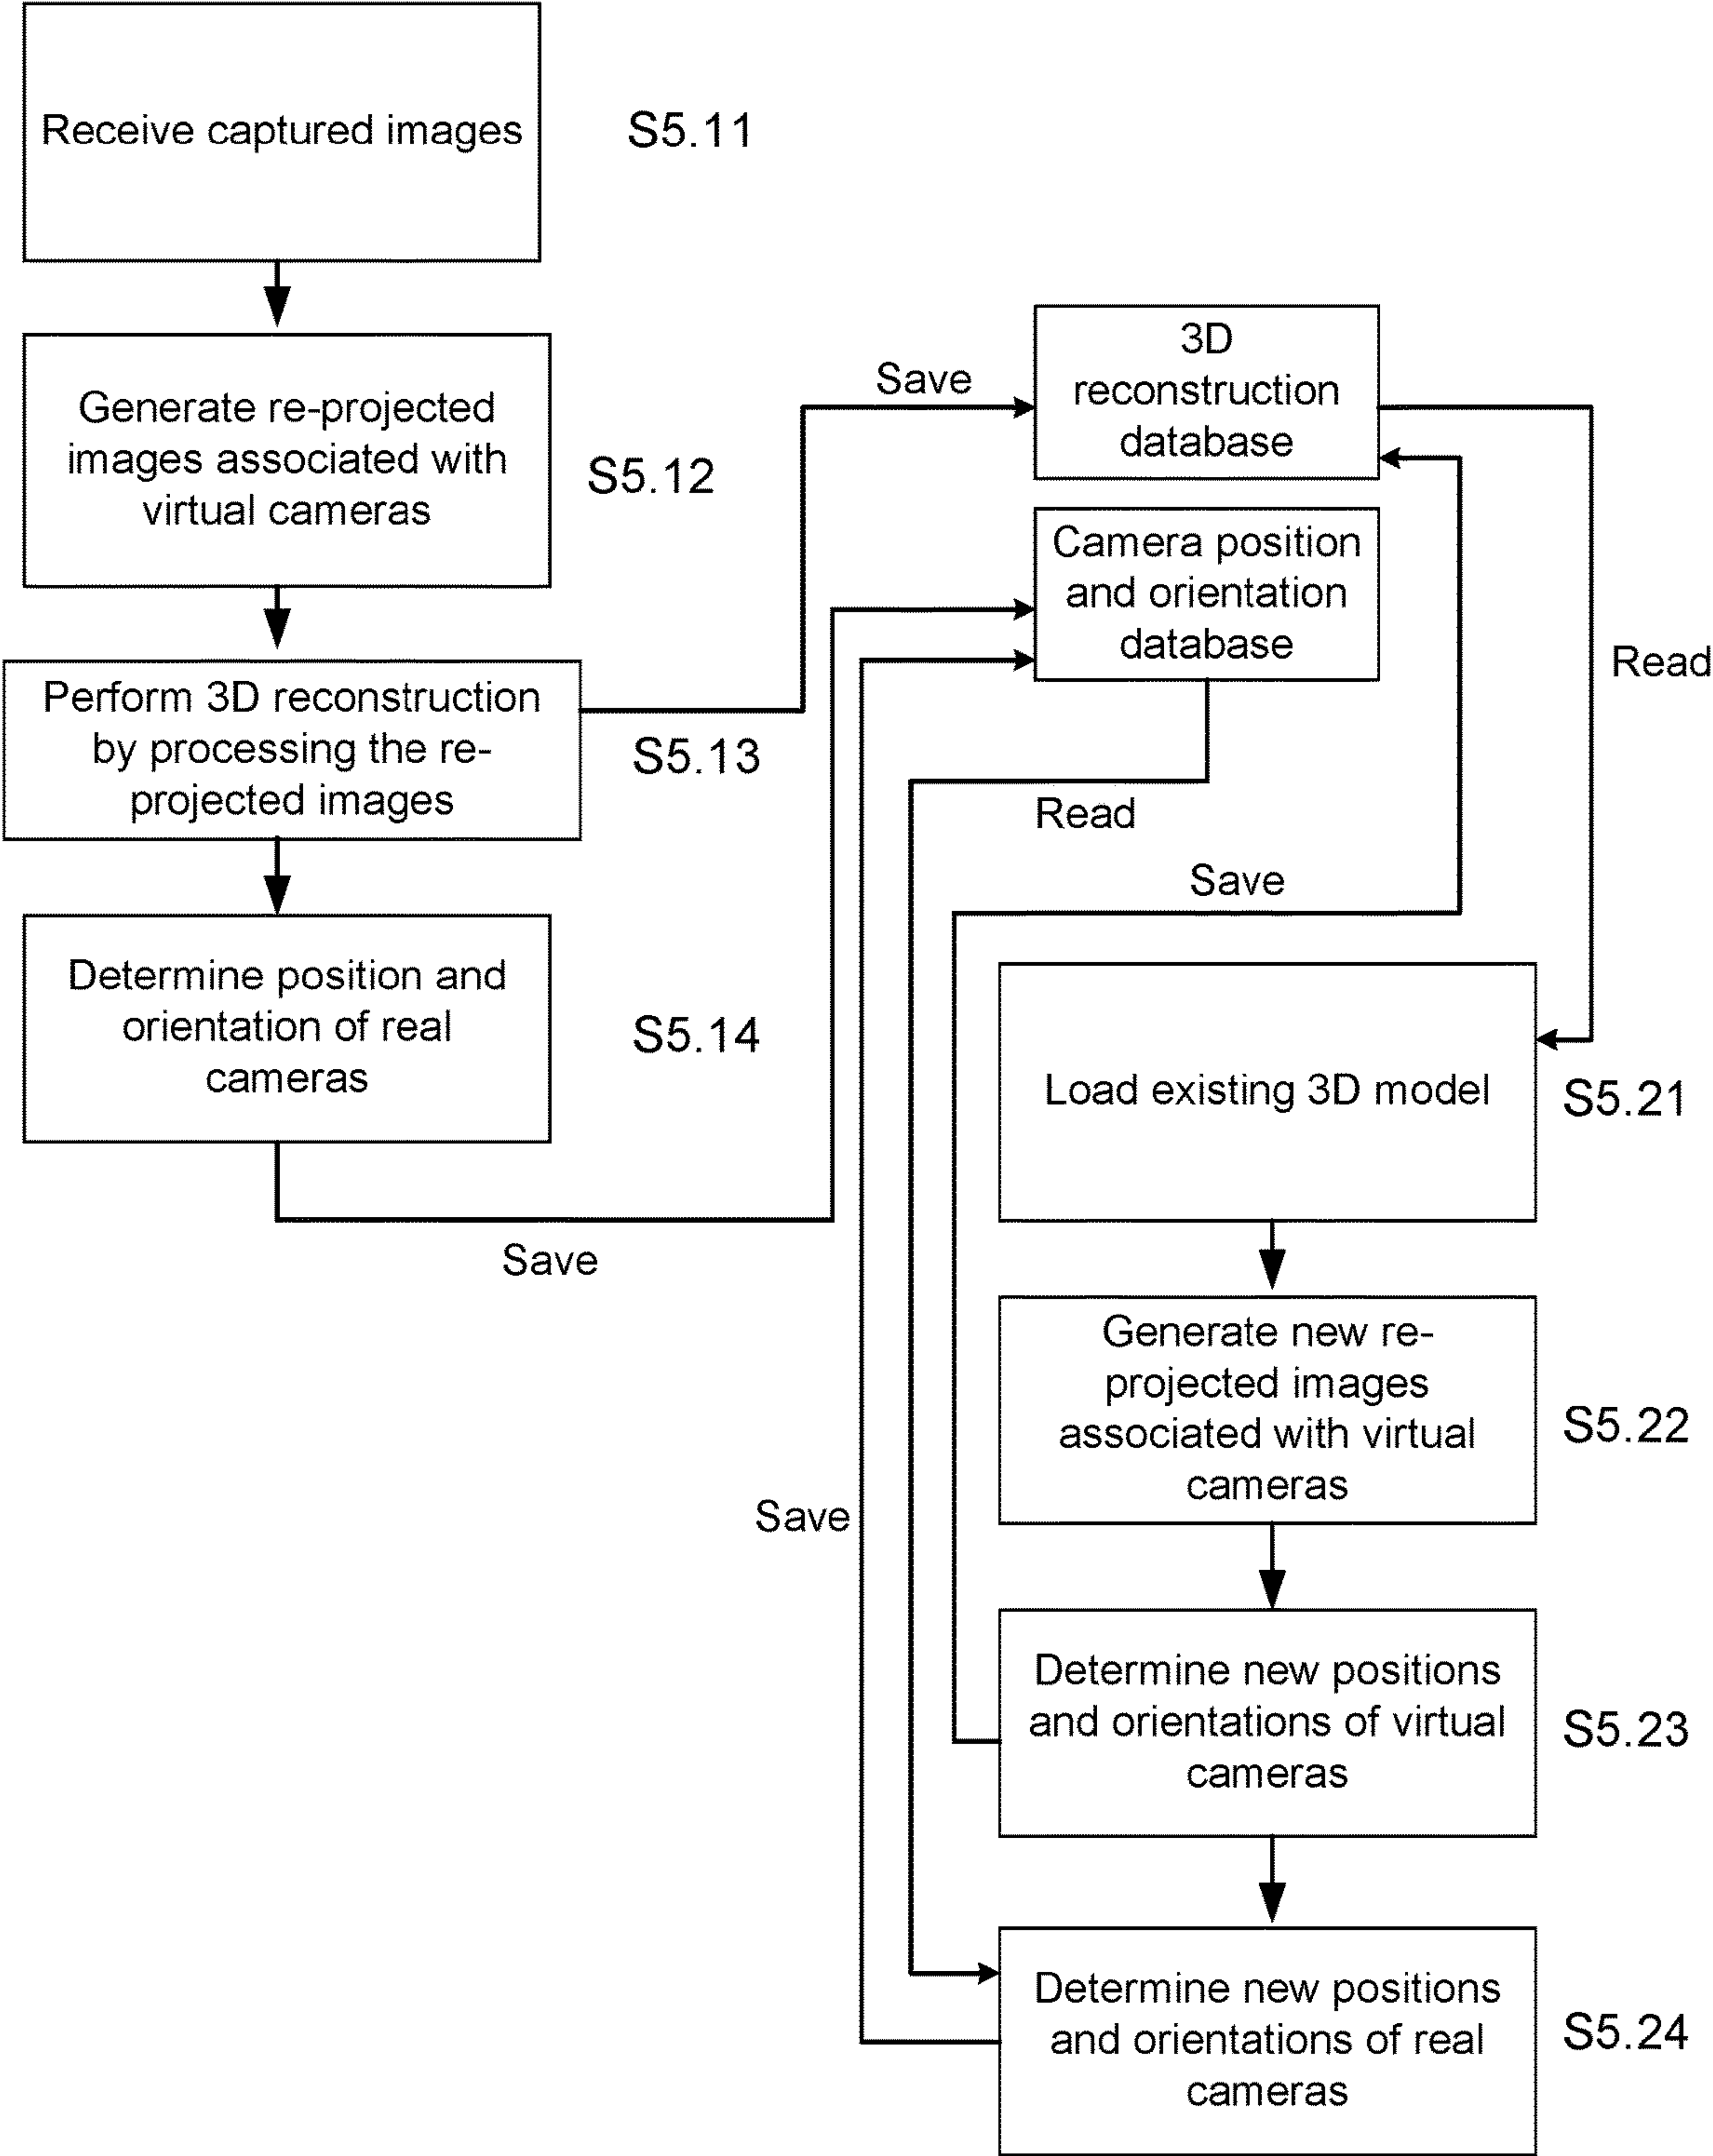 Receive captured images
S5.11
Generate re-projected
images associated with
virtual cameras
S5.12
Perform 3D reconstruction
by processing the re-
projected images
S5.13
Determine position and
orientation of real
cameras
S5.14
Save
Save
3D
reconstruction
database
Camera position
and orientation
database
Read
Read
Save
Load existing 3D model
S5.21
Generate new re-
projected images
associated with virtual
cameras
S5.22
Save
Determine new positions
and orientations of virtual
cameras
S5.23
Determine new positions
and orientations of real
cameras
S5.24